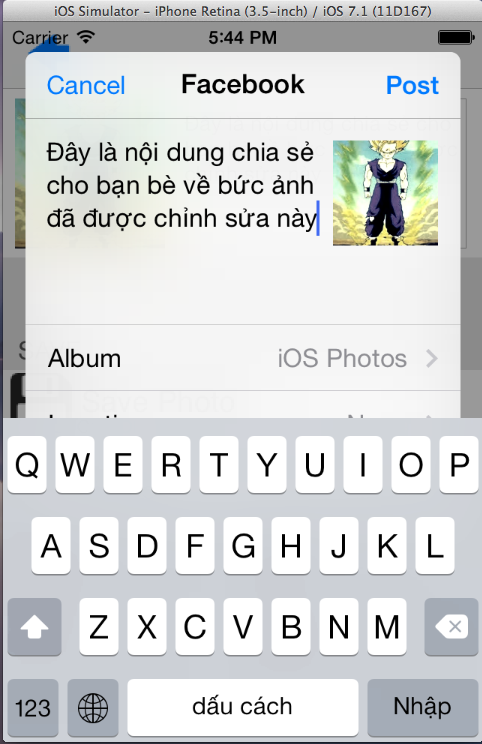 iOS Simulator – iPhone Retina (3.5-inch) / iOS 7.1 (11D167)
Carrier 5:44 PM
Cancel Facebook Post
Đây là nội dung chia sẻ
cho bạn bè về bức ảnh
đã được chỉnh sửa này
Album iOS Photos
Save Photo
Q W E R T Y U I O P
A S D F G H J K L
Z X C V B N M
123 dấu cách Nhập